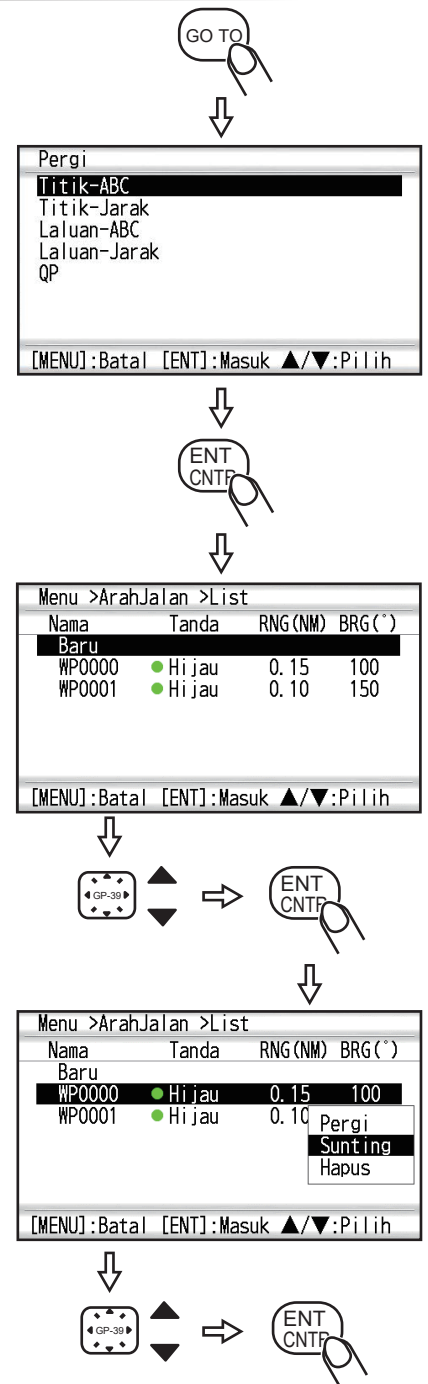 GO TO
Pergi
Titik-ABC
Titik-Jarak
Laluan-ABC
Laluan-Jarak
QP
[MENU]:Batal [ENT]:Masuk ▲/▼:Pilih
ENT
CNTR
Menu >ArahJalan >List
Nama Tanda RNG(NM) BRG(°)
Baru
WP0000 Hijau 0.15 100
WP0001 Hijau 0.10 150
[MENU]:Batal [ENT]:Masuk ▲/▼:Pilih
GP-39 ENT
CNTR
Menu >ArahJalan >List
Nama Tanda RNG(NM) BRG(°)
Baru
WP0000 Hijau 0.15 100
WP0001 Hijau 0.10
Pergi
Sunting
Hapus
[MENU]:Batal [ENT]:Masuk ▲/▼:Pilih
GP-39 ENT
CNTR